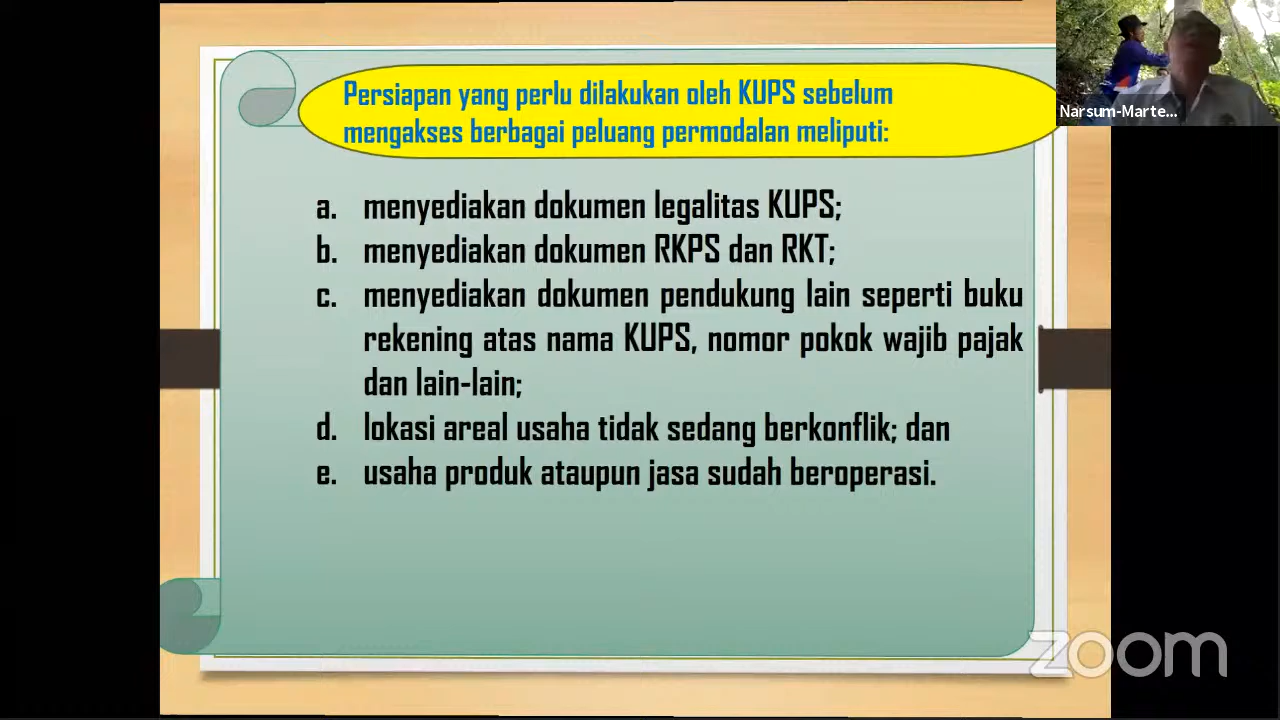 Persiapan yang perlu dilakukan oleh KUPS sebelum
mengakses berbagai peluang permodalan meliputi:
Narsum-Marte...
a. menyediakan dokumen legalitas KUPS;
b. menyediakan dokumen RKPS dan RKT;
c. menyediakan dokumen pendukung lain seperti buku
rekening atas nama KUPS, nomor pokok wajib pajak
dan lain-lain;
d. lokasi areal usaha tidak sedang berkonflik; dan
e. usaha produk ataupun jasa sudah beroperasi.
zoom